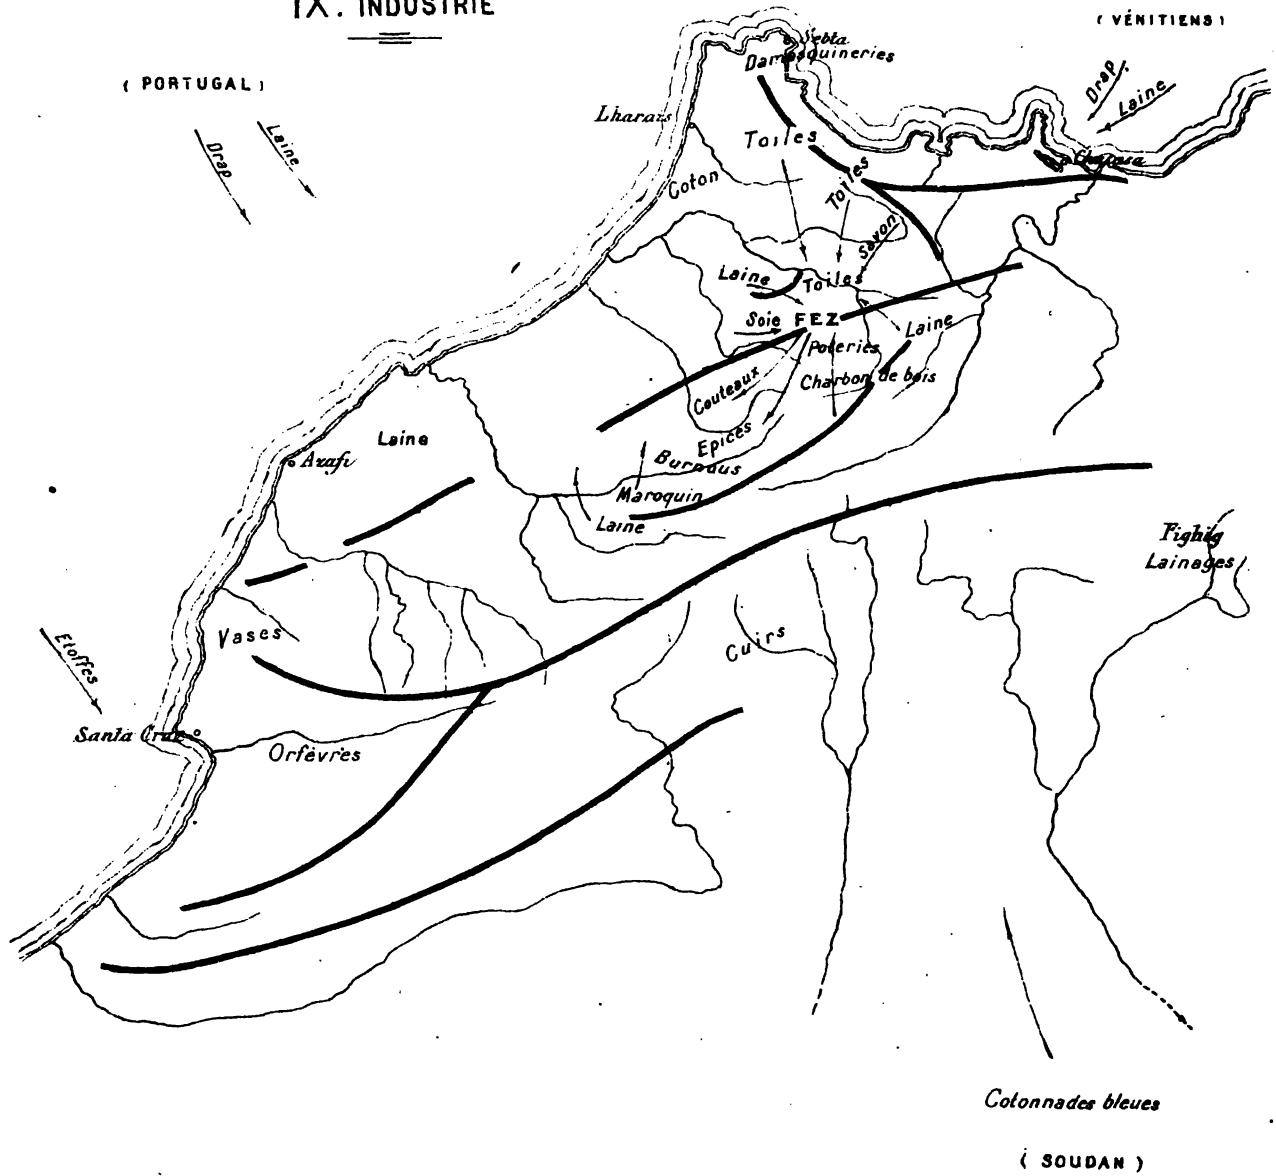 IX. INDUSTRIE
( VÉNITIENS )
( PORTUGAL )
Sebta
Damasquineries
Drap
Laine
Lharais
Drap
Laine
Toiles
Toiles
Coton
Savon
Laine
Toiles
Soie
FEZ
Laine
Poteries
Charbon de bois
Couteaux
Laine
Azafi
Epices
Burnous
Maroquin
Laine
Fighig
Lainages
Vases
Cuirs
Etoffes
Santa Cruz
Orfèvres
Cotonnades bleues
( SOUDAN )